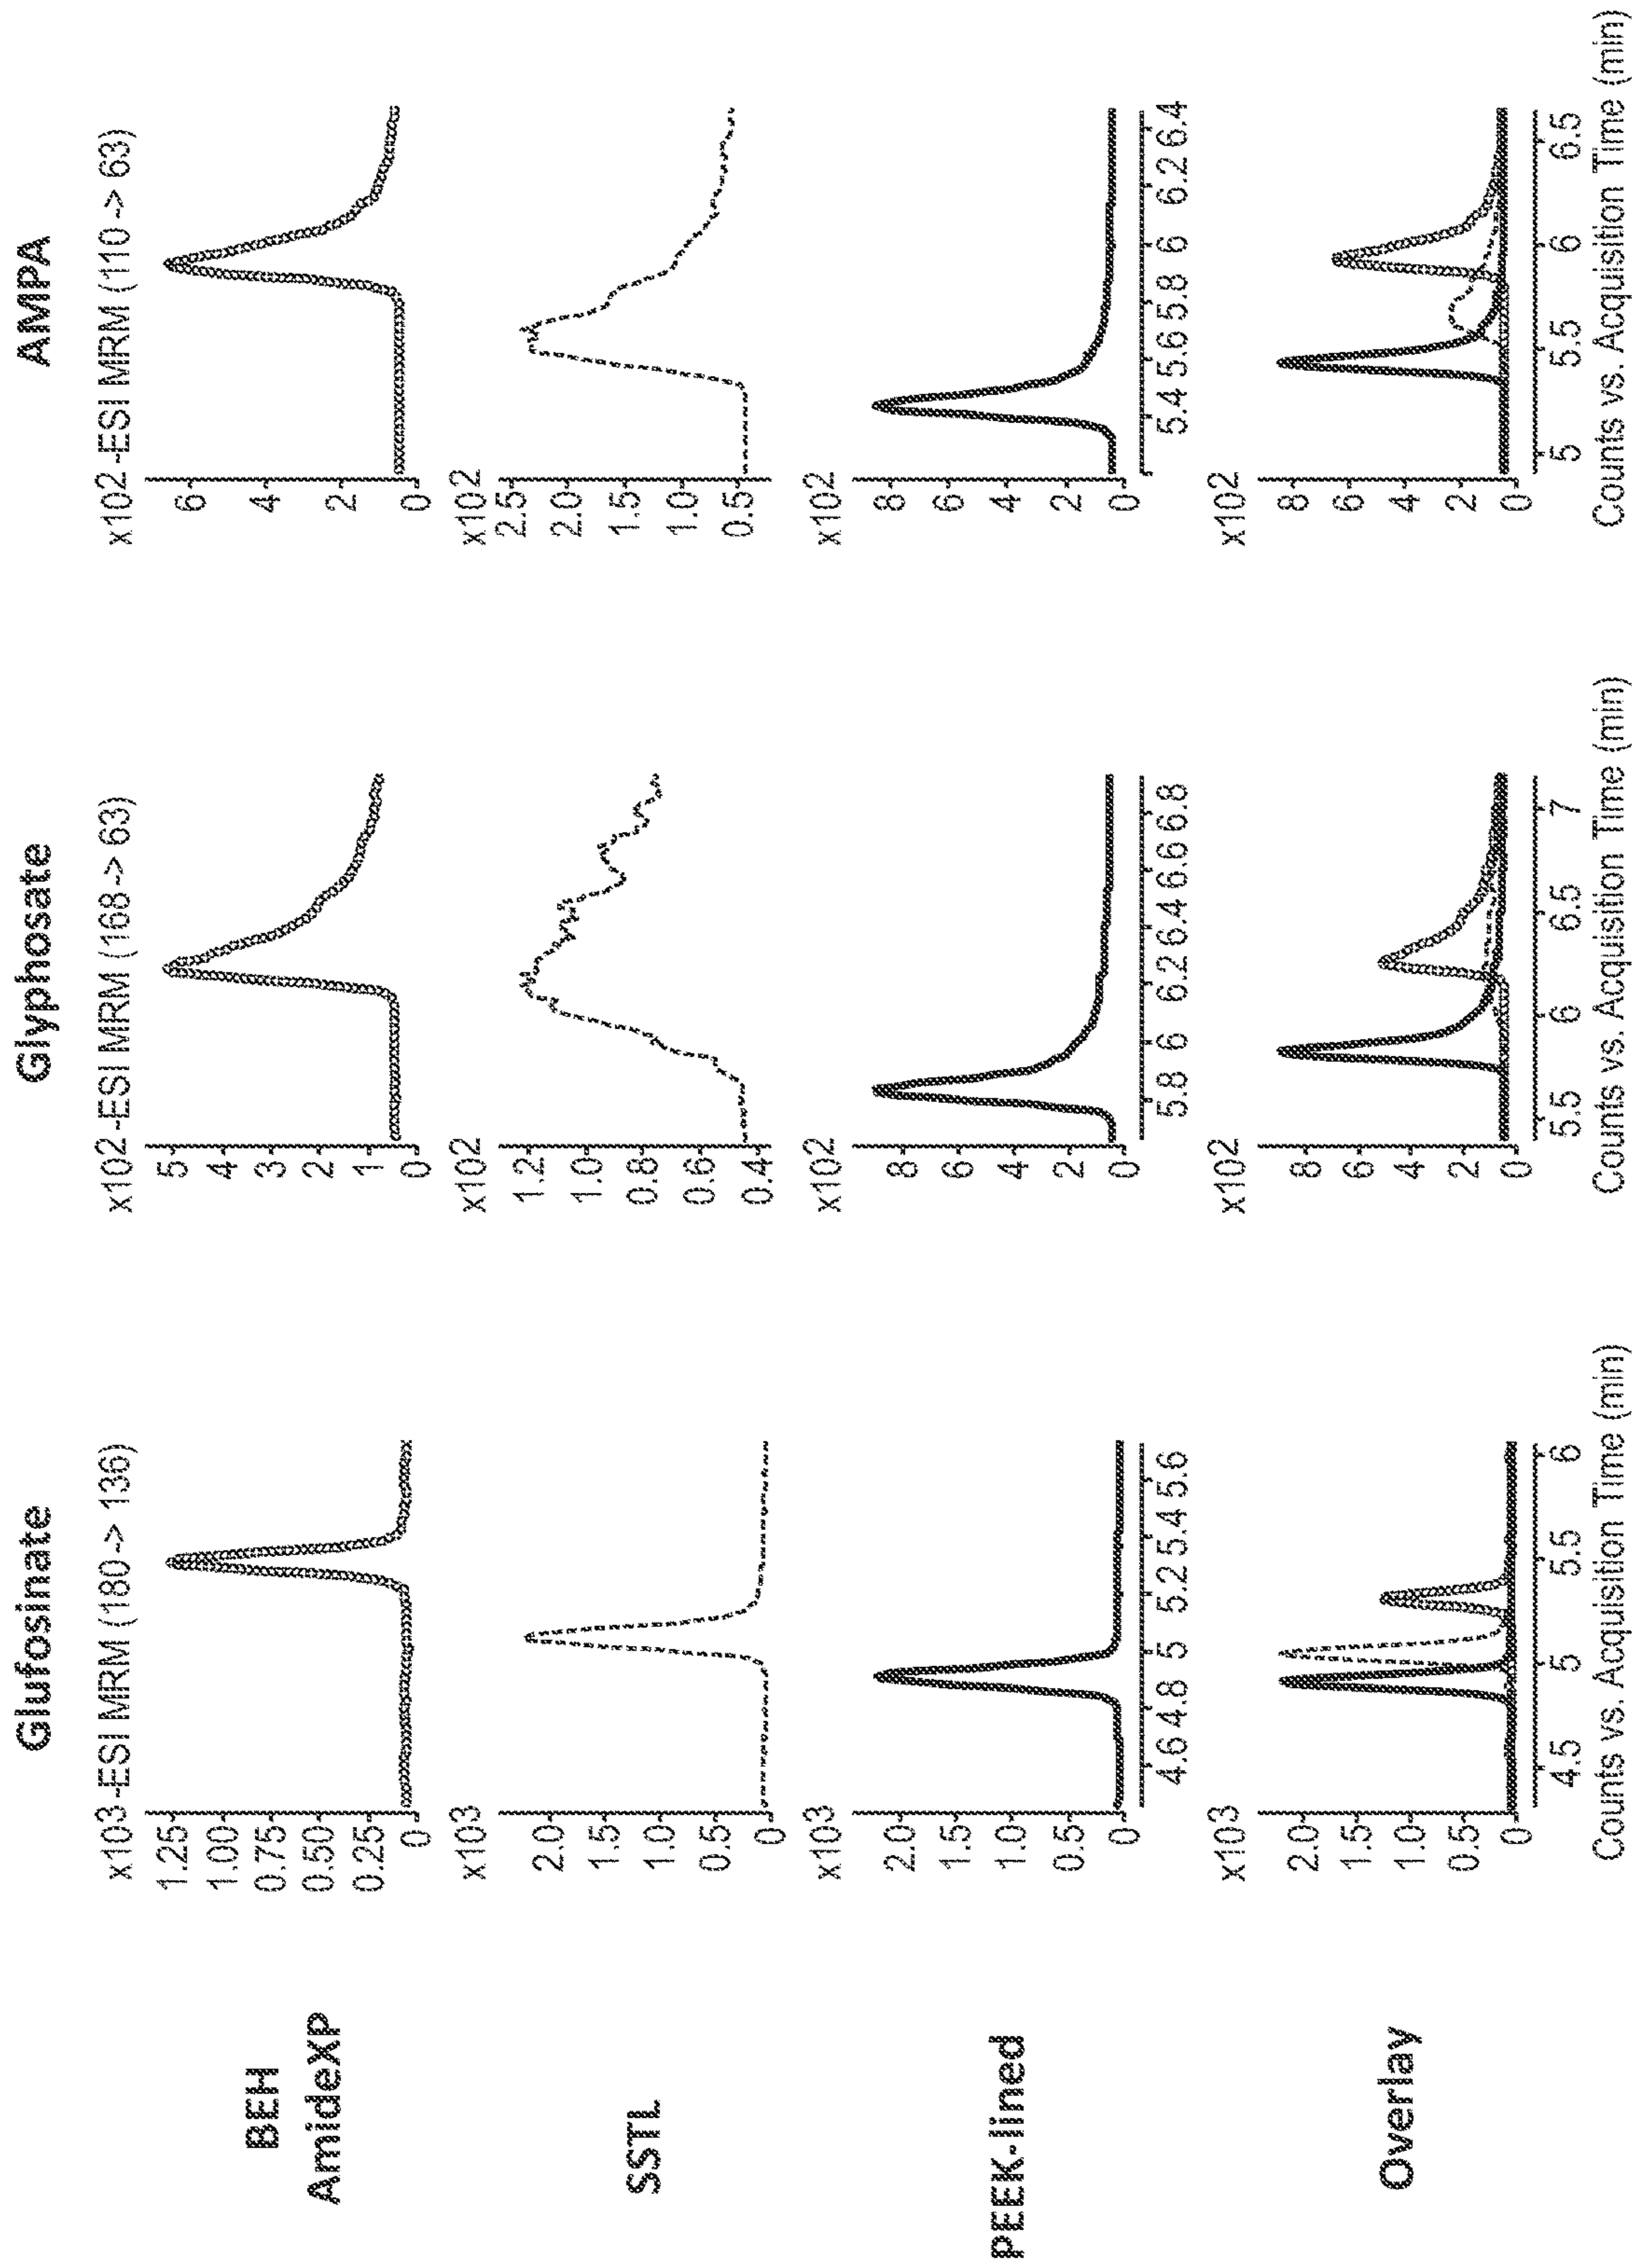 Glufosinate
Glyphosate
AMPA
BEH
AmideXP
x103 -ESI MRM (180 -> 136)
1.25
1.00
0.75
0.50
0.25
0
x102 -ESI MRM (168 -> 63)
5
4
3
2
1
0
x102 -ESI MRM (110 -> 63)
6
4
2
0
SSTL
x103
2.0
1.5
1.0
0.5
0
x102
1.2
1.0
0.8
0.6
0.4
x102
2.5
2.0
1.5
1.0
0.5
PEEK-lined
x103
2.0
1.5
1.0
0.5
0
4.6 4.8 5 5.2 5.4 5.6
x102
8
6
4
2
0
5.8 6 6.2 6.4 6.6 6.8
x102
8
6
4
2
0
5.4 5.6 5.8 6 6.2 6.4
Overlay
x103
2.0
1.5
1.0
0.5
0
4.5 5 5.5 6
Counts vs. Acquisition Time (min)
x102
8
6
4
2
0
5.5 6 6.5 7
Counts vs. Acquisition Time (min)
x102
8
6
4
2
0
5 5.5 6 6.5
Counts vs. Acquisition Time (min)